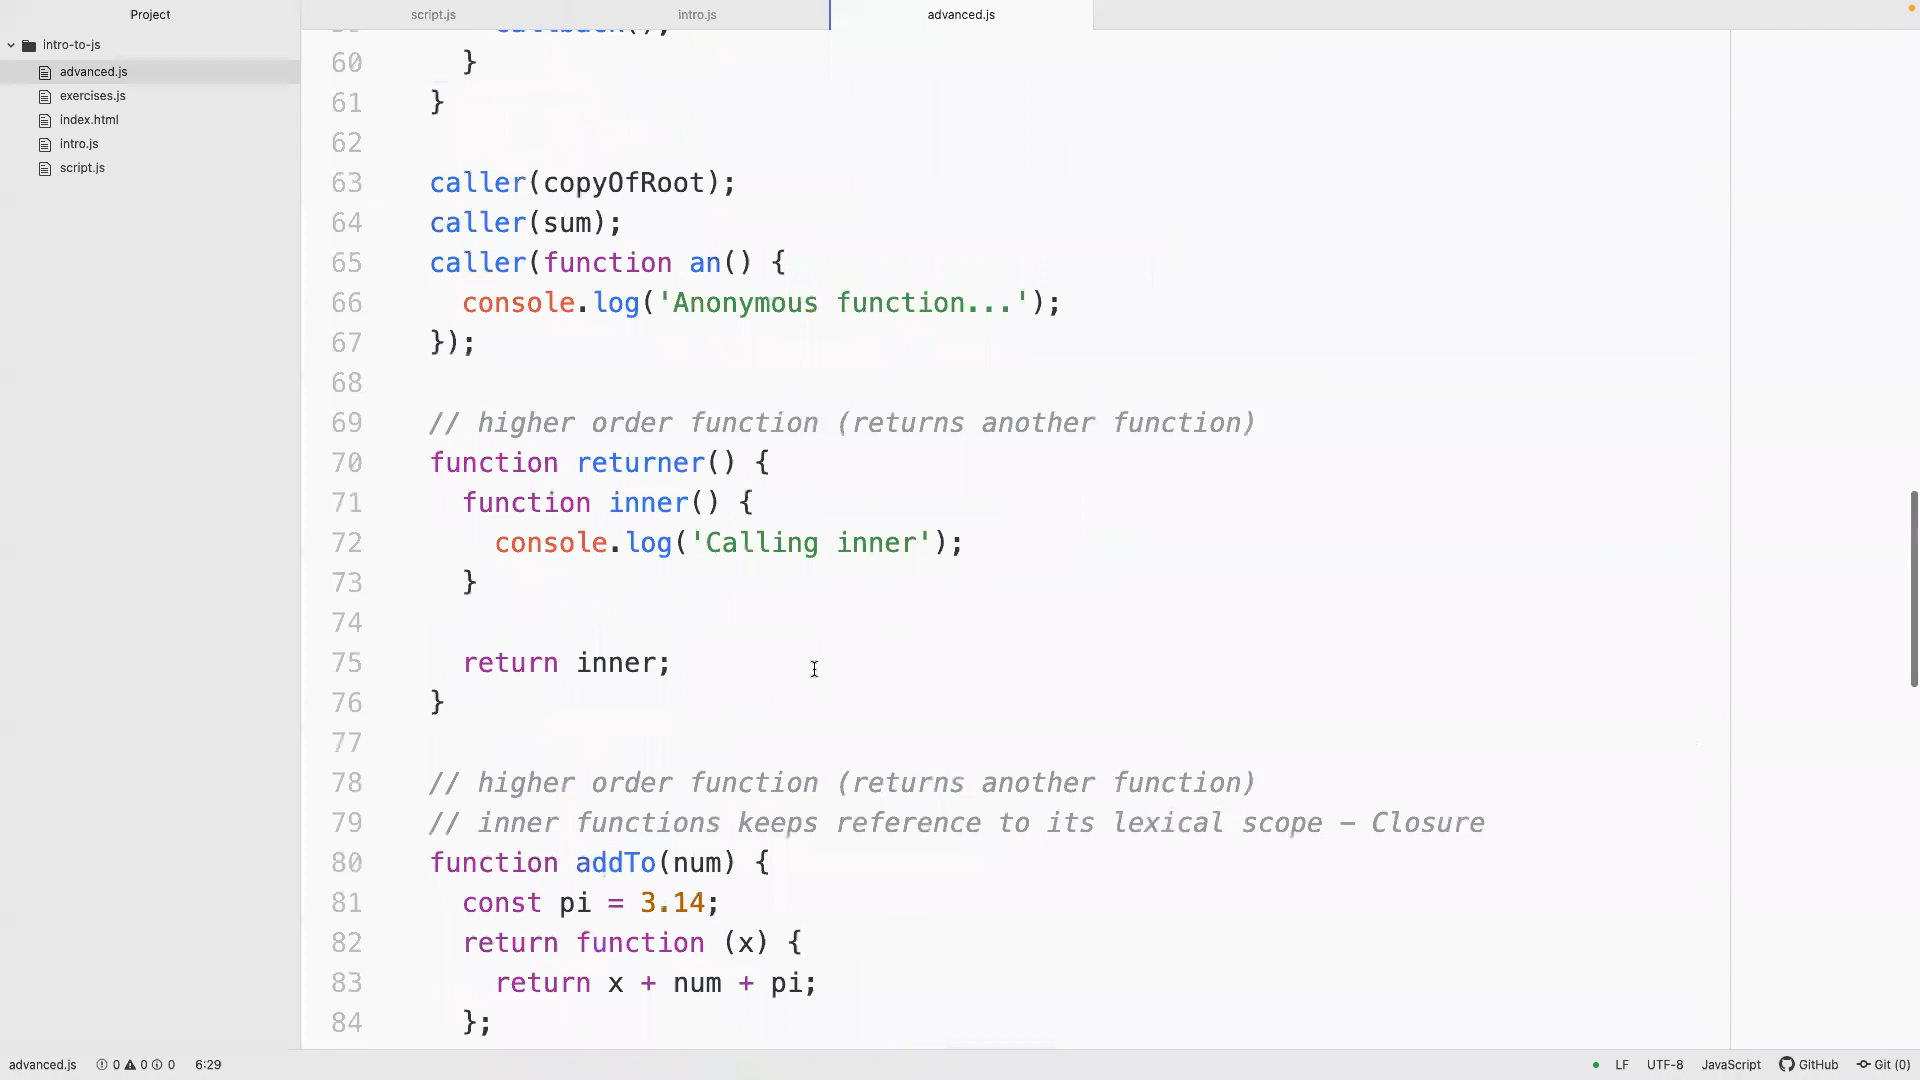 Project
script.js
intro.js
advanced.js
intro-to-js
advanced.js
exercises.js
index.html
intro.js
script.js
60 }
61 }
62
63 caller(copyOfRoot);
64 caller(sum);
65 caller(function an() {
66 console.log('Anonymous function...');
67 });
68
69 // higher order function (returns another function)
70 function returner() {
71 function inner() {
72 console.log('Calling inner');
73 }
74
75 return inner;
76 }
77
78 // higher order function (returns another function)
79 // inner functions keeps reference to its lexical scope – Closure
80 function addTo(num) {
81 const pi = 3.14;
82 return function (x) {
83 return x + num + pi;
84 };
advanced.js 0 0 0 6:29 LF UTF-8 JavaScript GitHub Git (0)